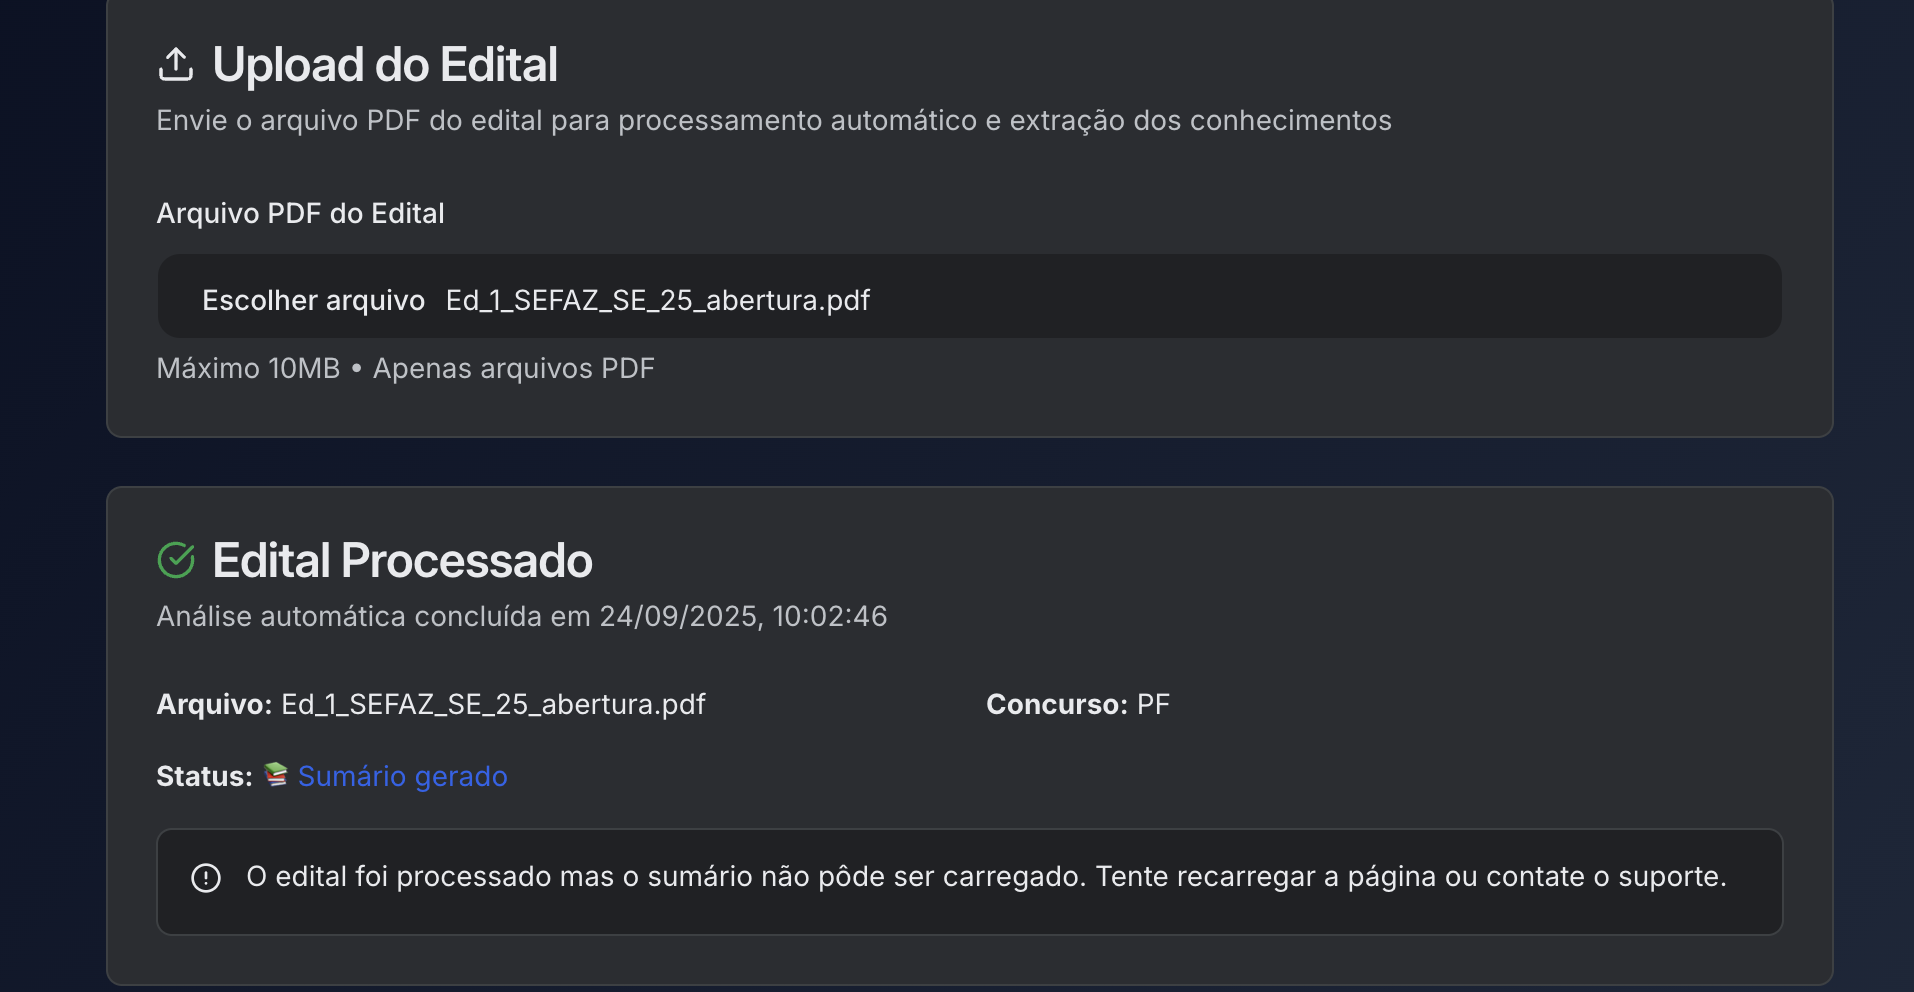 Upload do Edital
Envie o arquivo PDF do edital para processamento automático e extração dos conhecimentos
Arquivo PDF do Edital
Escolher arquivo Ed_1_SEFAZ_SE_25_abertura.pdf
Máximo 10MB • Apenas arquivos PDF
Edital Processado
Análise automática concluída em 24/09/2025, 10:02:46
Arquivo: Ed_1_SEFAZ_SE_25_abertura.pdf
Concurso: PF
Status: 📚 Sumário gerado
O edital foi processado mas o sumário não pôde ser carregado. Tente recarregar a página ou contate o suporte.